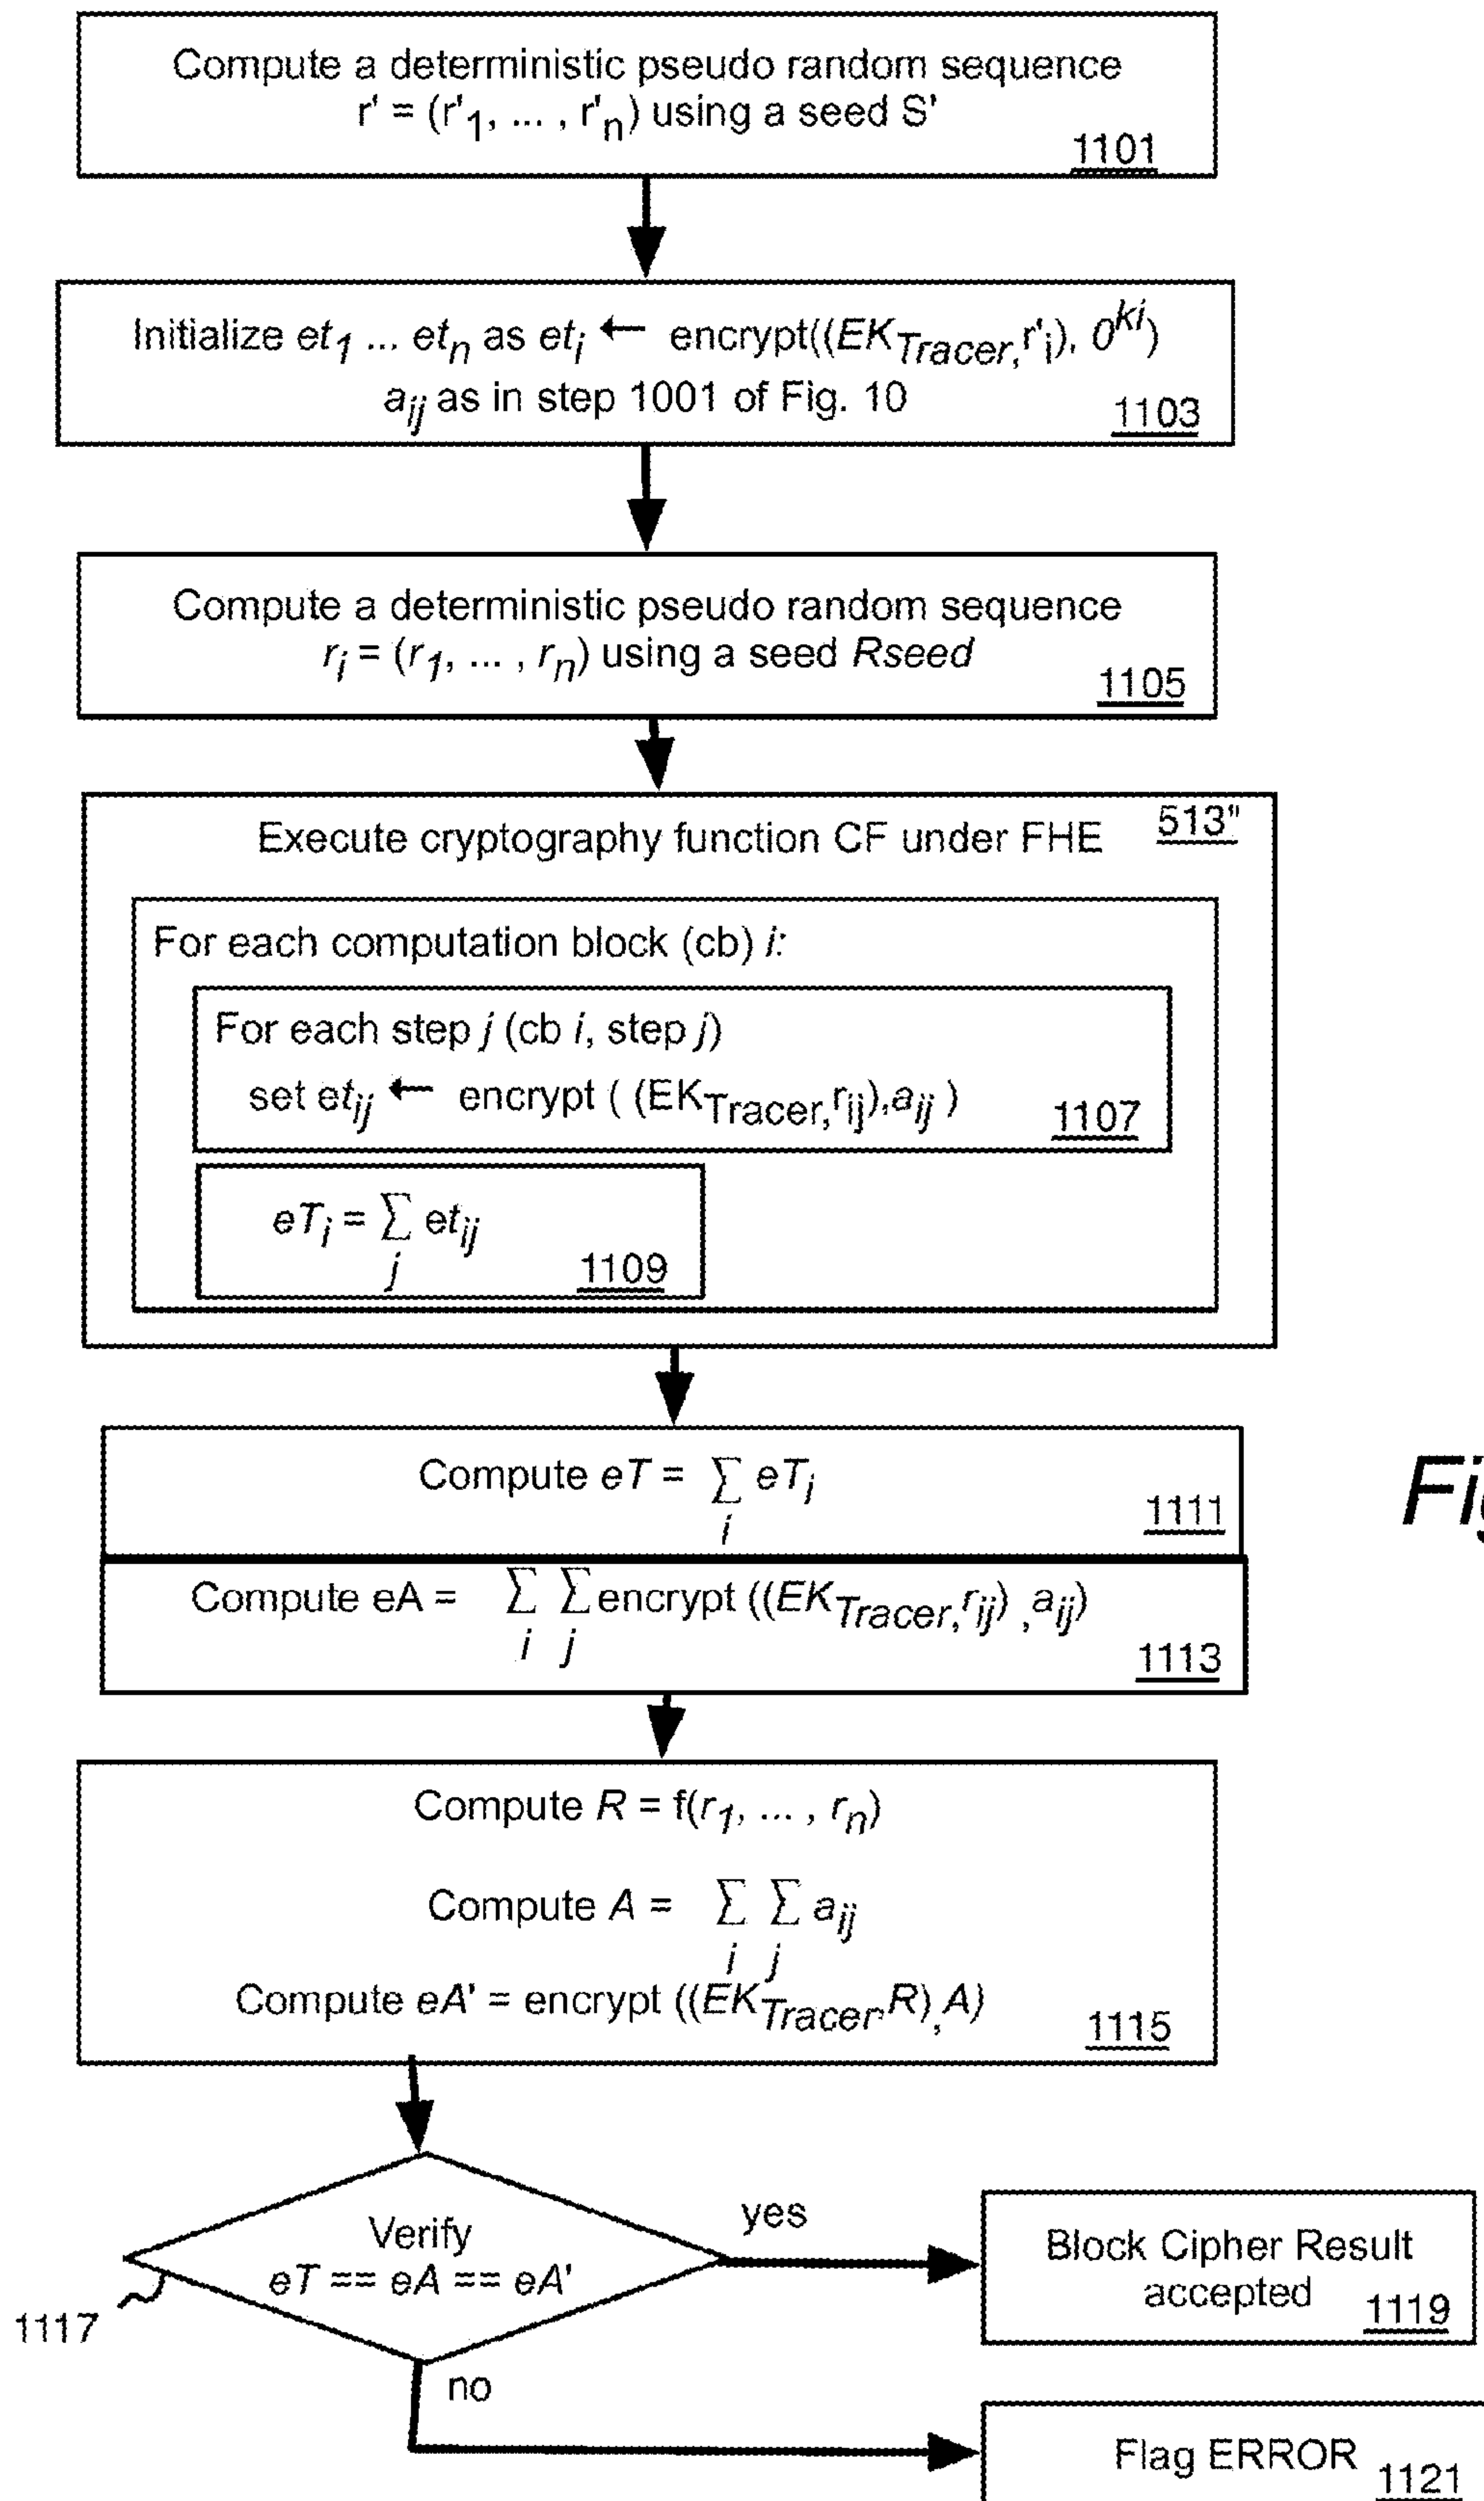 Compute a deterministic pseudo random sequence
r' = (r'1, ... , r'n) using a seed S'
1101
Initialize et1 ... etn as eti ← encrypt((EKTracer,r'i), 0ki)
aij as in step 1001 of Fig. 10
1103
Compute a deterministic pseudo random sequence
ri = (r1, ... , rn) using a seed Rseed
1105
Execute cryptography function CF under FHE
513"
For each computation block (cb) i:
For each step j (cb i, step j)
set etij ← encrypt ( (EKTracer,rij),aij )
1107
eTi = ∑ etij
j
1109
Compute eT = ∑ eTi
i
1111
Compute eA = ∑ ∑ encrypt ((EKTracer,rij) ,aij)
i j
1113
Compute R = f(r1, ... , rn)
Compute A = ∑ ∑ aij
i j
Compute eA' = encrypt ((EKTracer,R),A)
1115
Verify
eT == eA == eA'
1117
yes
Block Cipher Result
accepted
1119
no
Flag ERROR
1121